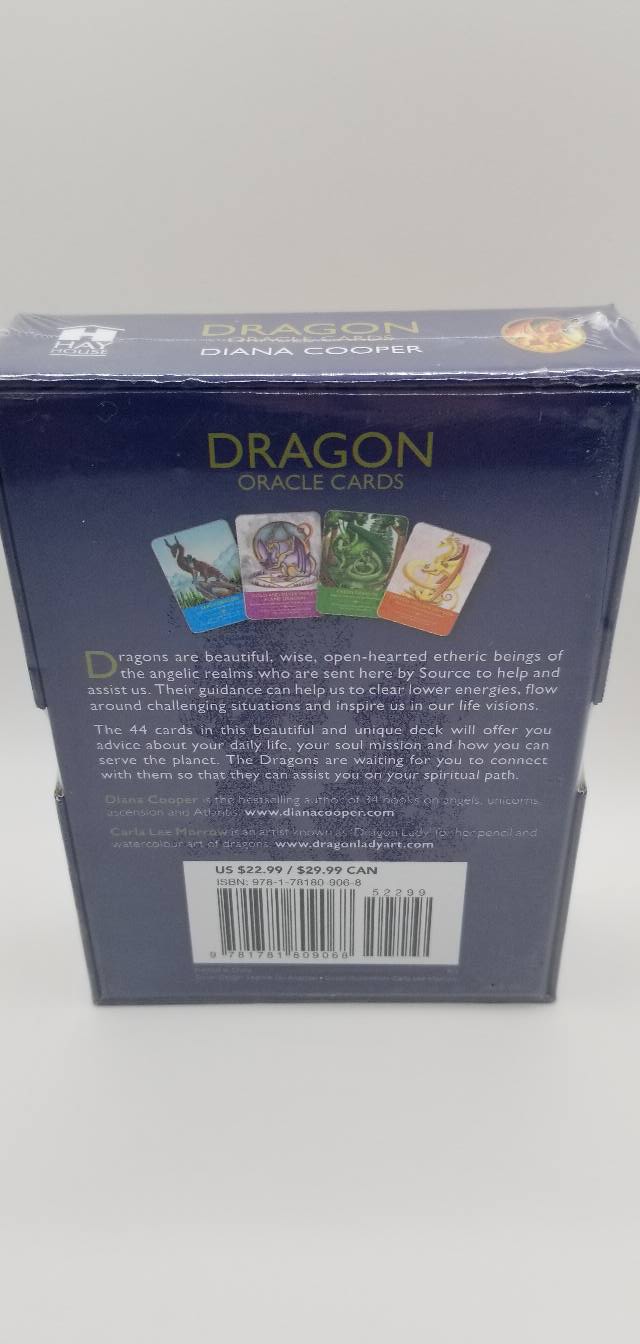 HAY
HOUSE
DRAGON
ORACLE CARDS
DIANA COOPER
DRAGON
ORACLE CARDS
Dragons are beautiful, wise, open-hearted etheric beings of
the angelic realms who are sent here by Source to help and
assist us. Their guidance can help us to clear lower energies, flow
around challenging situations and inspire us in our life visions.
The 44 cards in this beautiful and unique deck will offer you
advice about your daily life, your soul mission and how you can
serve the planet. The Dragons are waiting for you to connect
with them so that they can assist you on your spiritual path.
Diana Cooper is the bestselling author of 34 books on angels, unicorns,
ascension and Atlantis. www.dianacooper.com
Carla Lee Morrow is an artist known as 'Dragon Lady' for her pencil and
watercolour art of dragons. www.dragonladyart.com
US $22.99 / $29.99 CAN
ISBN: 978-1-78180-906-8
52299
9 781781 809068
Printed in China